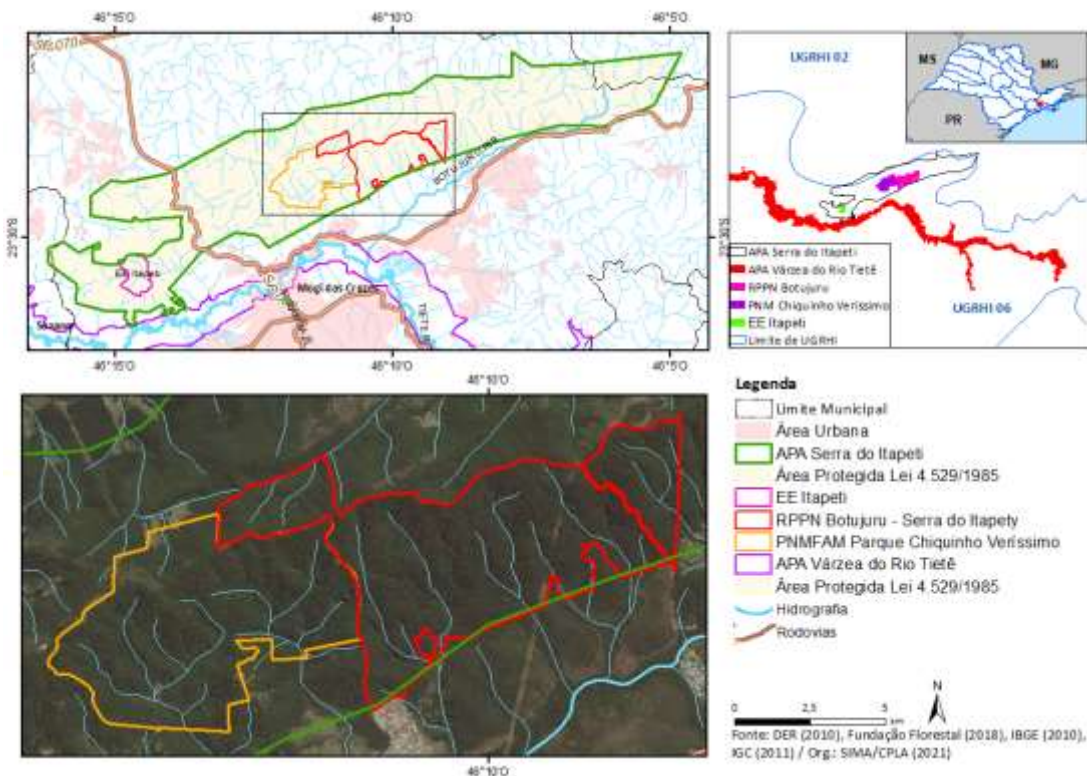 46°15'O
46°10'O
46°5'O
23°30'S
EE Itapeti
Mogi das Cruzes
Suzano
46°15'O
46°10'O
46°5'O
23°30'S
UGRHI 02
MS
MG
PR
APA Serra do Itapeti
APA Várzea do Rio Tietê
RPPN Botujuru
PNM Chiquinho Veríssimo
EE Itapeti
Limite de UGRHI
UGRHI 06
46°10'O
46°10'O
Legenda
Limite Municipal
Área Urbana
APA Serra do Itapeti
Área Protegida Lei 4.529/1985
EE Itapeti
RPPN Botujuru - Serra do Itapety
PNMFAM Parque Chiquinho Veríssimo
APA Várzea do Rio Tietê
Área Protegida Lei 4.529/1985
Hidrografia
Rodovias
N
0 2 5
km
Fonte: DER (2010), Fundação Florestal (2018), IBGE (2010),
IGC (2011) / Org.: SIMA/CPLA (2021)